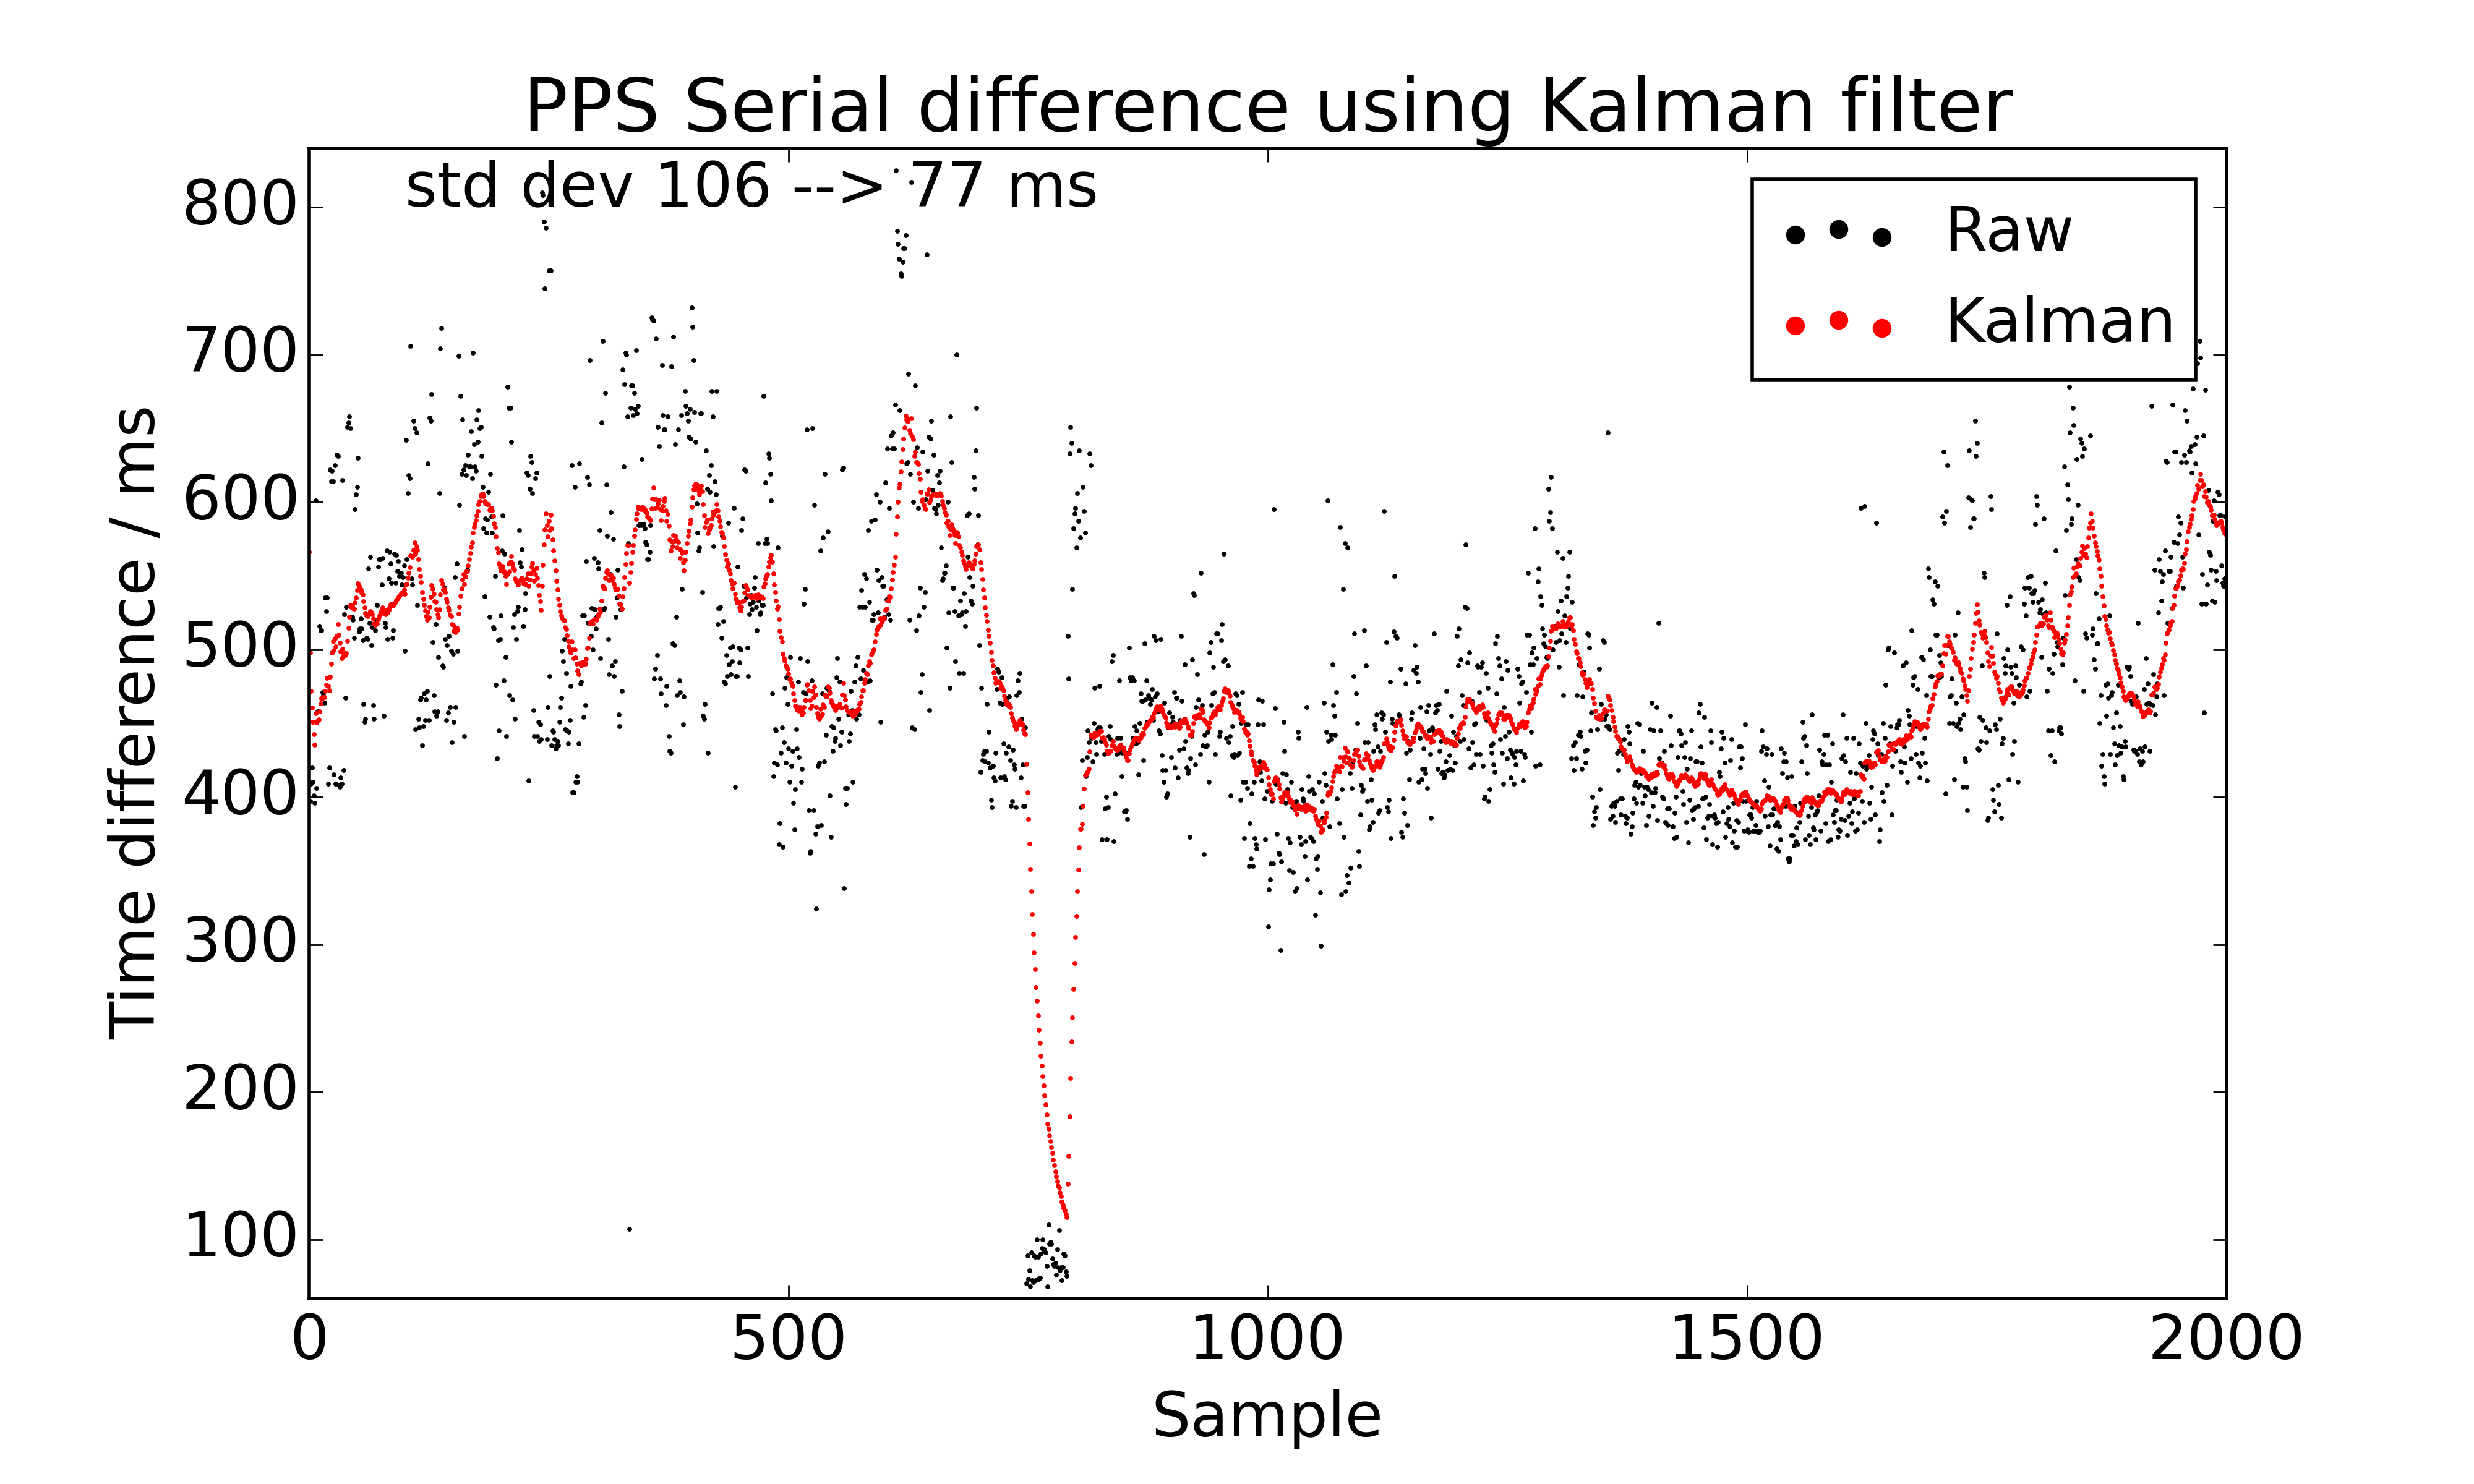 PPS Serial difference using Kalman filter
std dev 106 --> 77 ms
Raw
Kalman
Time difference / ms
800
700
600
500
400
300
200
100
0 500 1000 1500 2000
Sample